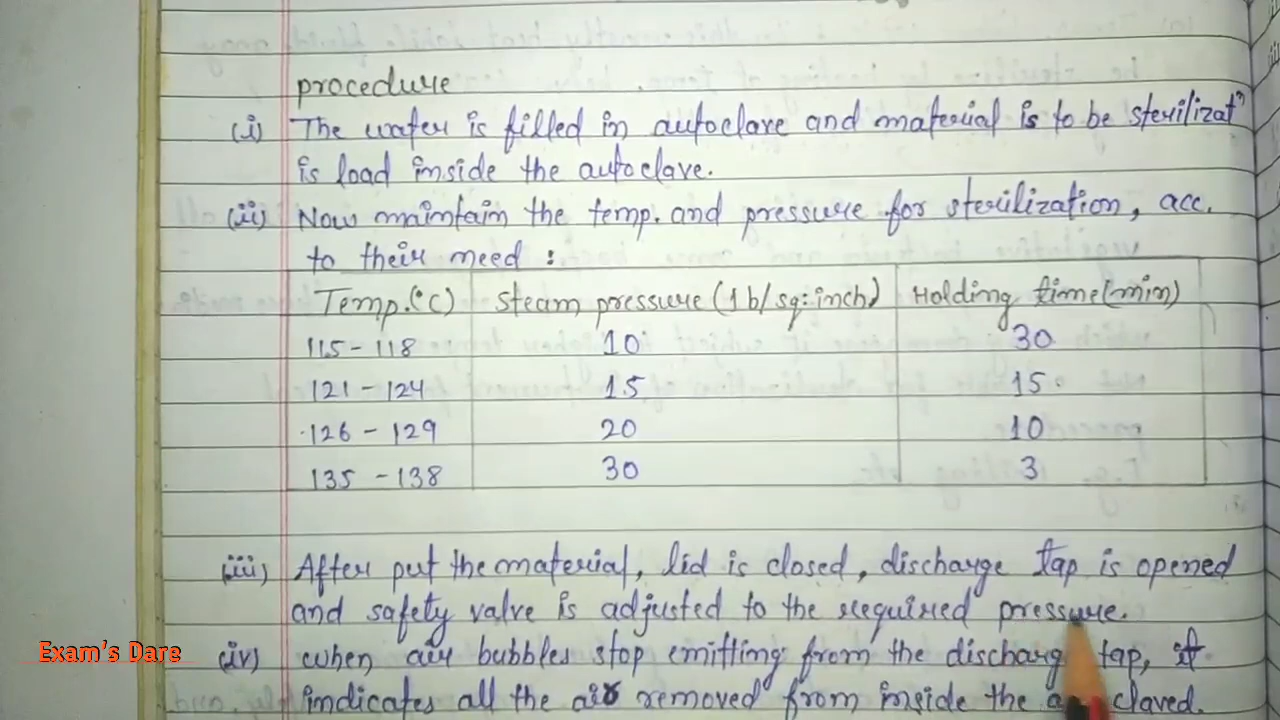 procedure
(i) The water is filled in autoclave and material is to be sterilizatn
is load inside the autoclave.
(ii) Now maintain the temp. and pressure for sterilization, acc.
to their need :
Temp.(°C) Steam pressure (1b/sq:inch) Holding time(min)
115-118 10 30
121-124 15 15
126-129 20 10
135-138 30 3
(iii) After put the material, lid is closed, discharge tap is opened
and safety valve is adjusted to the required pressure.
Exam's Dare
(iv) when air bubbles stop emitting from the discharg tap, it
indicates all the air removed from inside the claved.